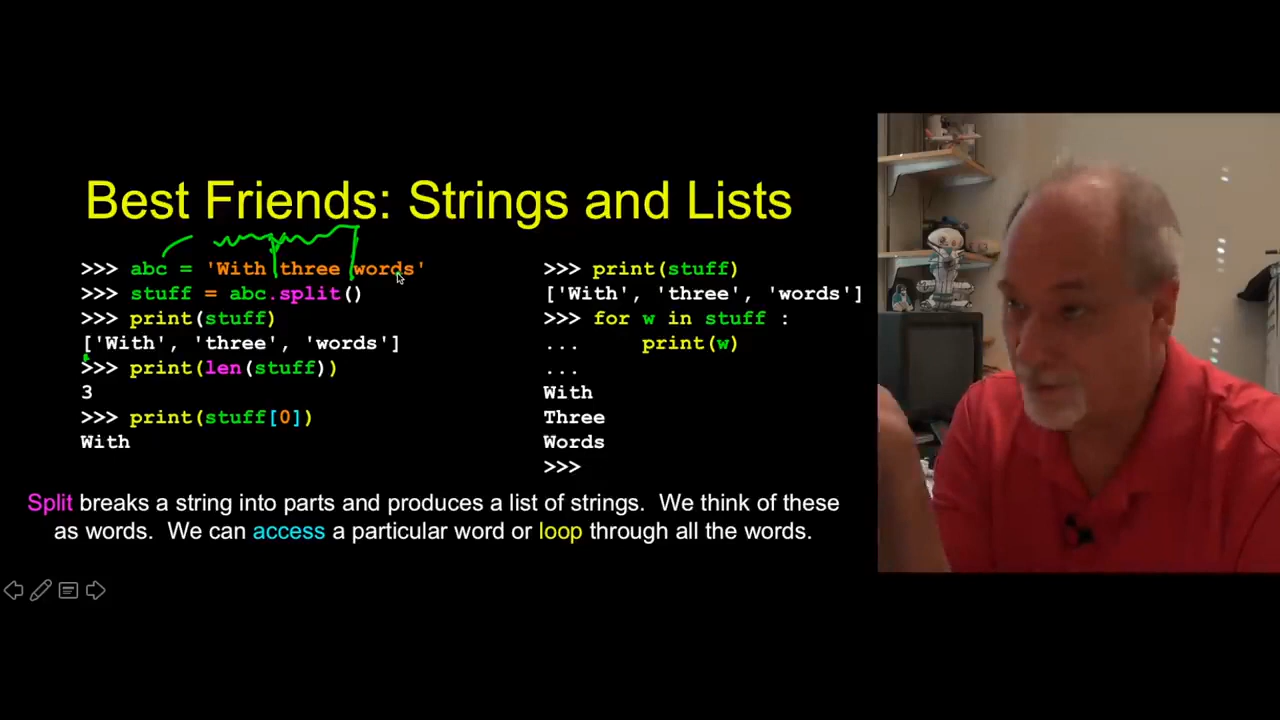 Best Friends: Strings and Lists
>>> abc = 'With three words'
>>> stuff = abc.split()
>>> print(stuff)
['With', 'three', 'words']
>>> print(len(stuff))
3
>>> print(stuff[0])
With
>>> print(stuff)
['With', 'three', 'words']
>>> for w in stuff :
...     print(w)
...
With
Three
Words
>>>
Split breaks a string into parts and produces a list of strings.  We think of these
as words.  We can access a particular word or loop through all the words.